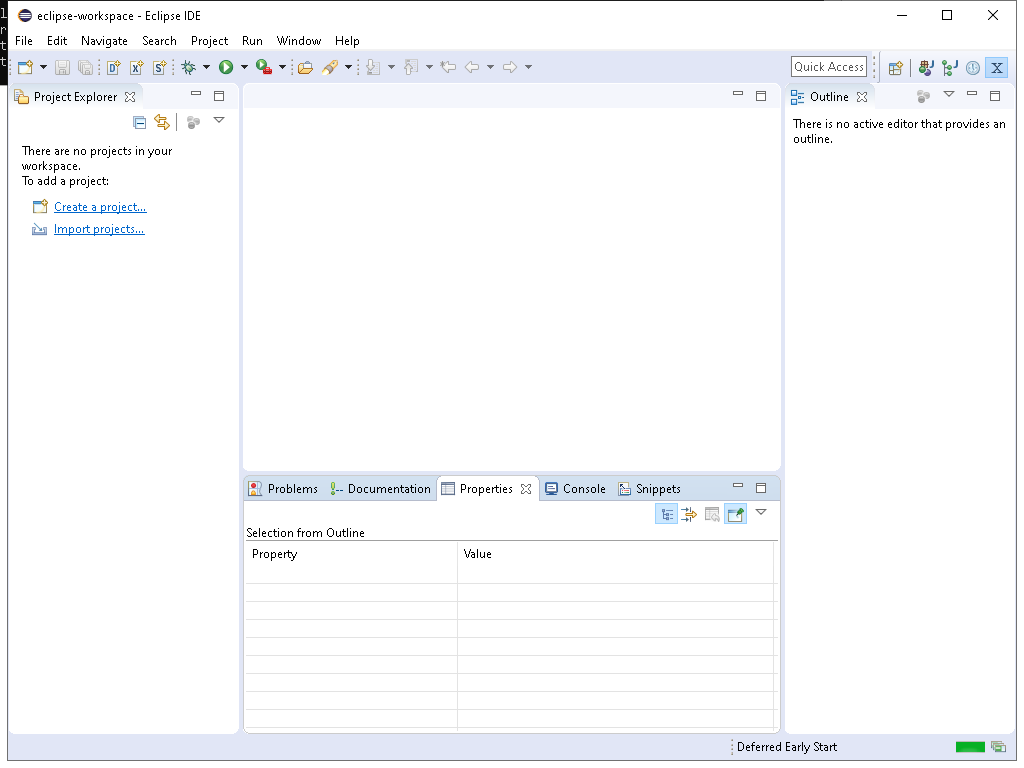 eclipse-workspace - Eclipse IDE
File Edit Navigate Search Project Run Window Help
Quick Access
Project Explorer
Outline
There is no active editor that provides an
outline.
There are no projects in your
workspace.
To add a project:
Create a project...
Import projects...
Problems Documentation Properties Console Snippets
Selection from Outline
Property Value
Deferred Early Start